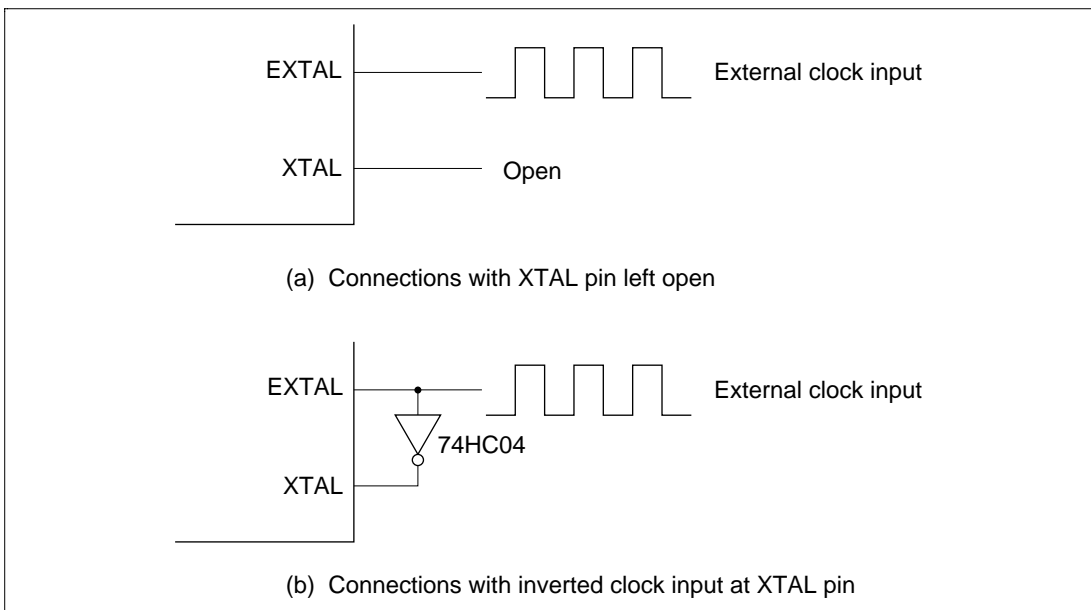 EXTAL
External clock input
XTAL
Open
(a) Connections with XTAL pin left open
EXTAL
External clock input
74HC04
XTAL
(b) Connections with inverted clock input at XTAL pin